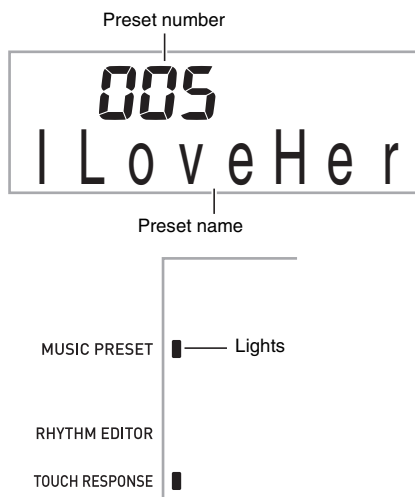 Preset number
005
ILoveHer
Preset name
MUSIC PRESET
Lights
RHYTHM EDITOR
TOUCH RESPONSE